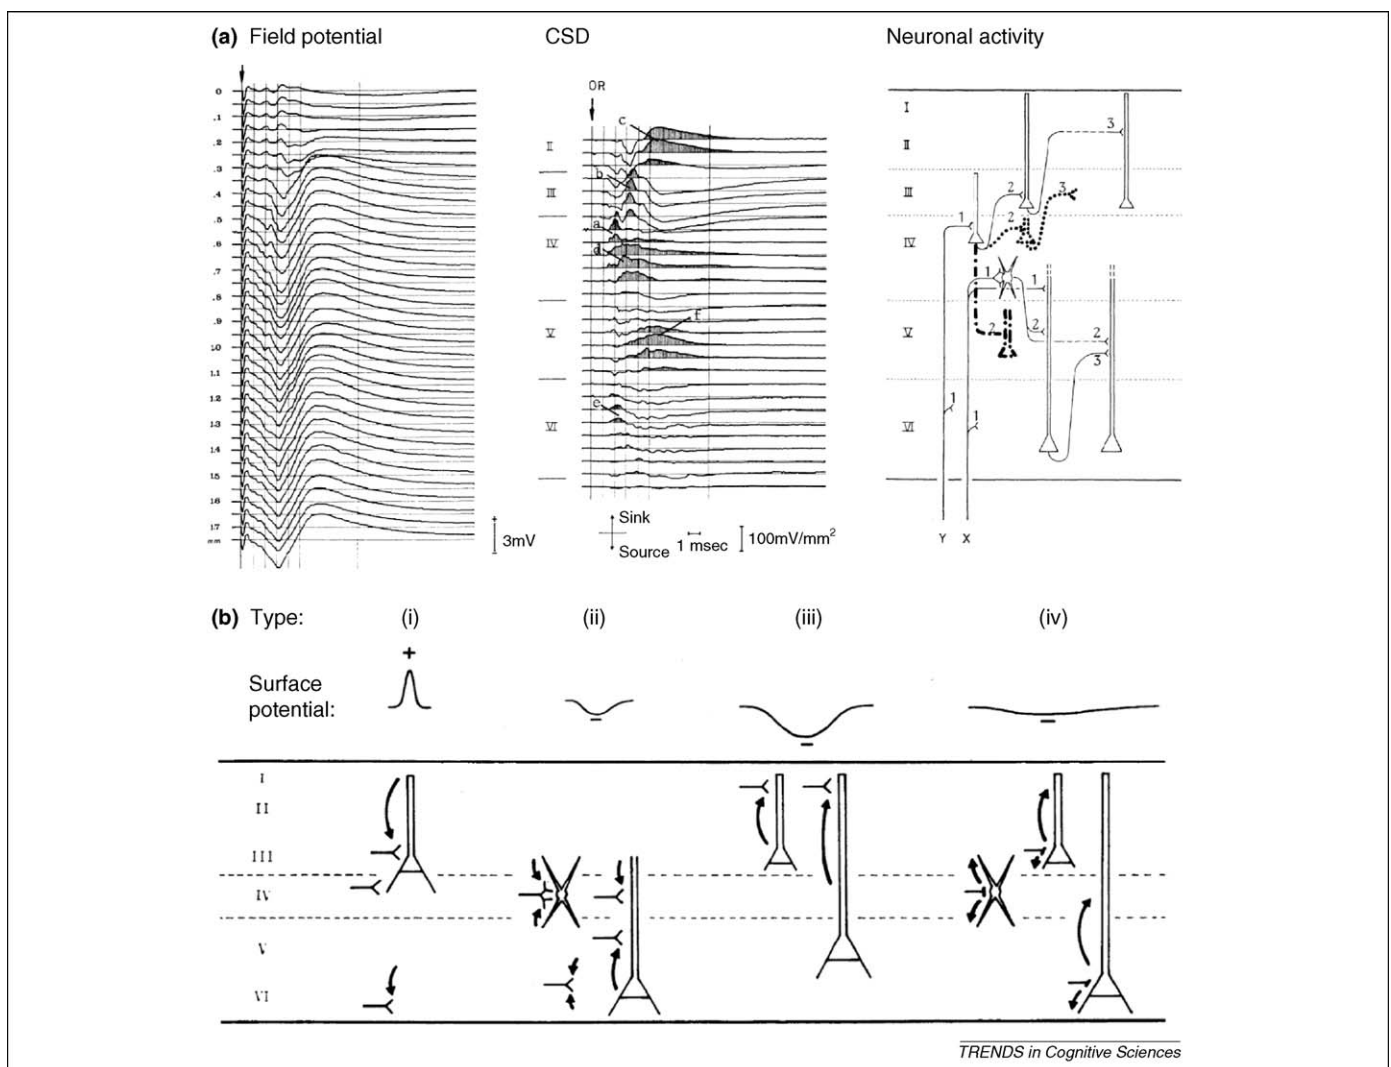 (a) Field potential
CSD
Neuronal activity
0
.1
.2
.3
.4
.5
.6
.7
.8
.9
1.0
1.1
1.2
1.3
1.4
1.5
1.6
1.7
mm
+
3mV
OR
II
III
IV
V
VI
c
b
a
d
f
e
Sink
Source
1 msec
100mV/mm²
I
II
III
IV
V
VI
3
2
3
1
2
1
1
2
2
2
3
1
1
Y X
(b) Type: (i) (ii) (iii) (iv)
Surface
potential:
+
–
–
–
I
II
III
IV
V
VI
TRENDS in Cognitive Sciences